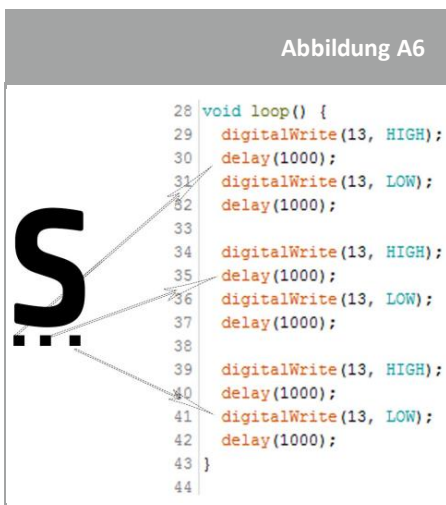 Abbildung A6
28 void loop() {
29 digitalWrite(13, HIGH);
30 delay(1000);
31 digitalWrite(13, LOW);
32 delay(1000);
33
34 digitalWrite(13, HIGH);
35 delay(1000);
36 digitalWrite(13, LOW);
37 delay(1000);
38
39 digitalWrite(13, HIGH);
40 delay(1000);
41 digitalWrite(13, LOW);
42 delay(1000);
43 }
44
S
...